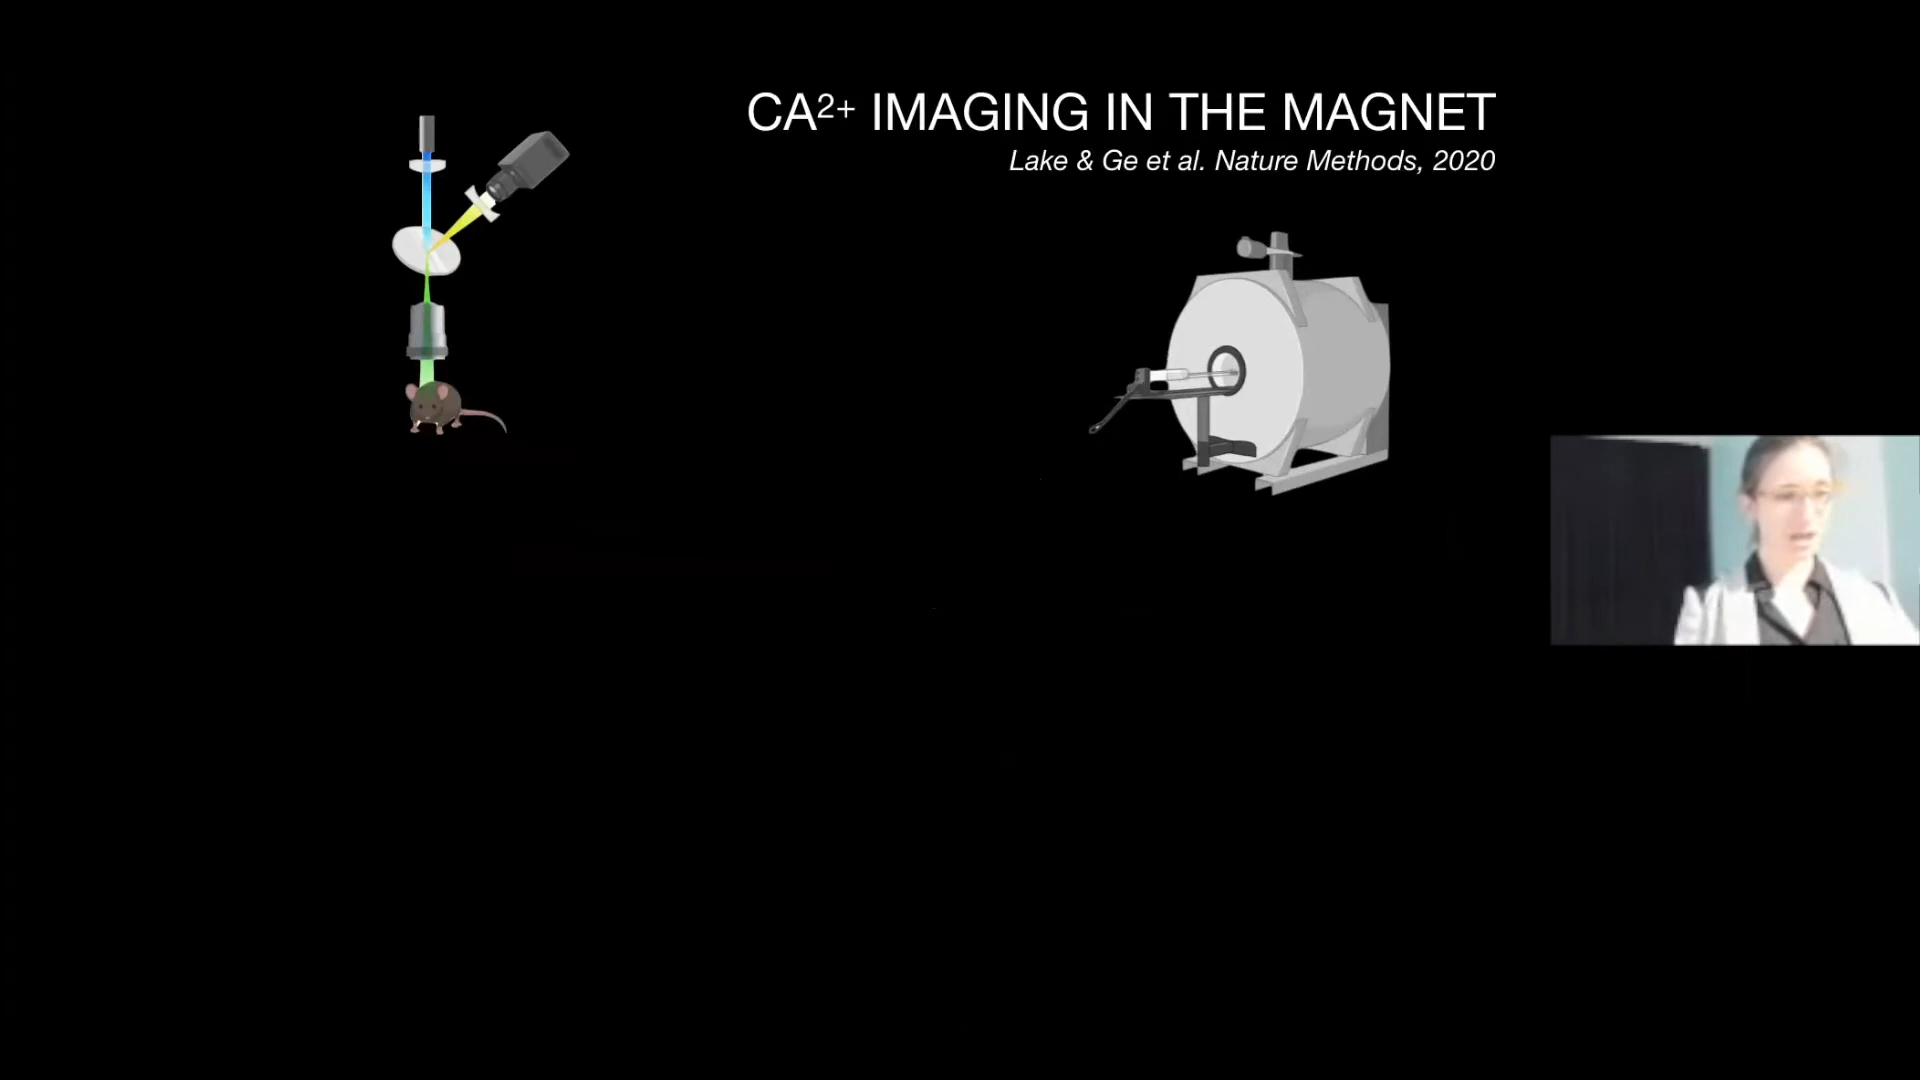 CA²⁺ IMAGING IN THE MAGNET
Lake & Ge et al. Nature Methods, 2020